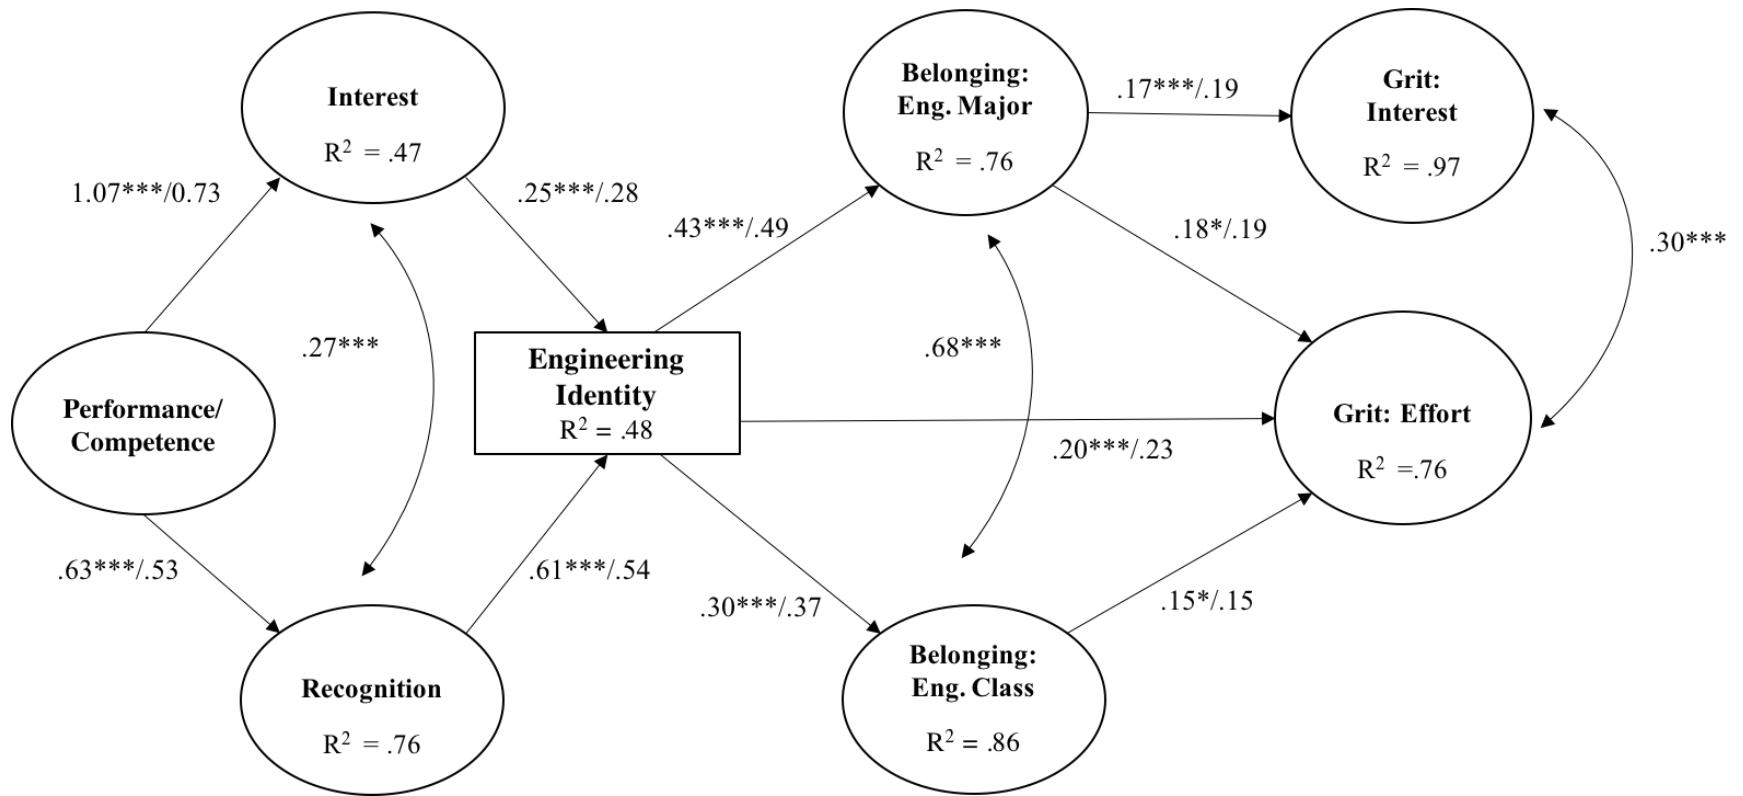 Interest
R² = .47
Belonging:
Eng. Major
R² = .76
.17***/.19
Grit:
Interest
R² = .97
1.07***/0.73
.25***/.28
.43***/.49
.18*/.19
.30***
.27***
.68***
Performance/
Competence
Engineering
Identity
R² = .48
Grit: Effort
R² =.76
.20***/.23
.63***/.53
.61***/.54
.30***/.37
.15*/.15
Recognition
R² = .76
Belonging:
Eng. Class
R² = .86